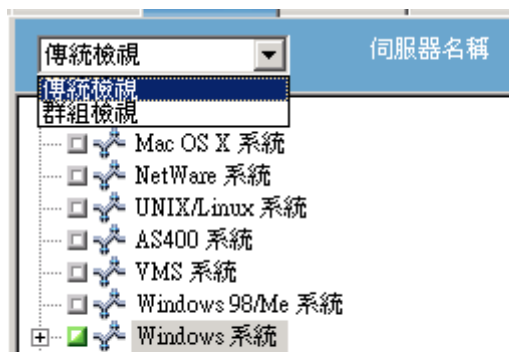 傳統檢視
伺服器名稱
傳統檢視
群組檢視
Mac OS X 系統
NetWare 系統
UNIX/Linux 系統
AS400 系統
VMS 系統
Windows 98/Me 系統
Windows 系統